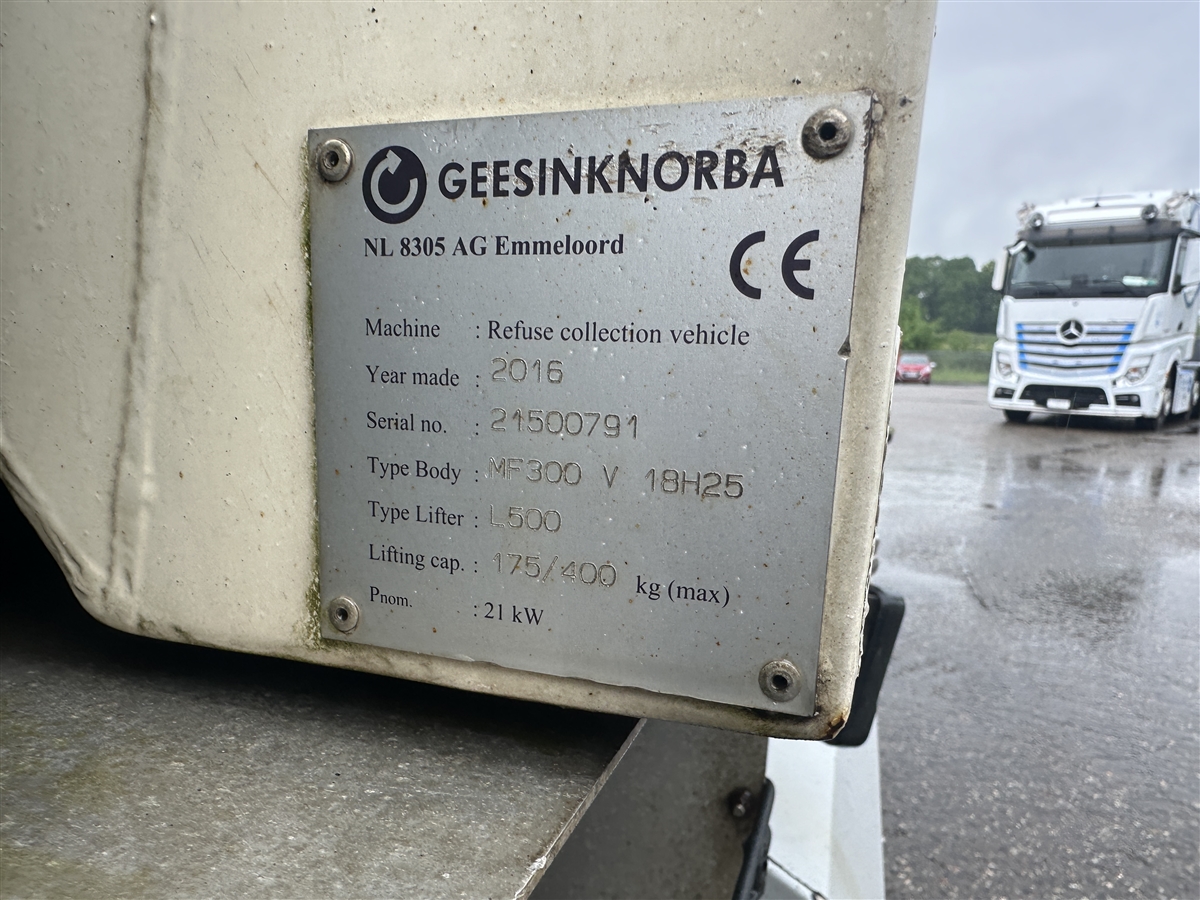 GEESINKNORBA
NL 8305 AG Emmeloord
CE
Machine : Refuse collection vehicle
Year made : 2016
Serial no. : 21500791
Type Body : MF300 V 18H25
Type Lifter : L500
Lifting cap. : 175/400 kg (max)
Pnom. : 21 kW